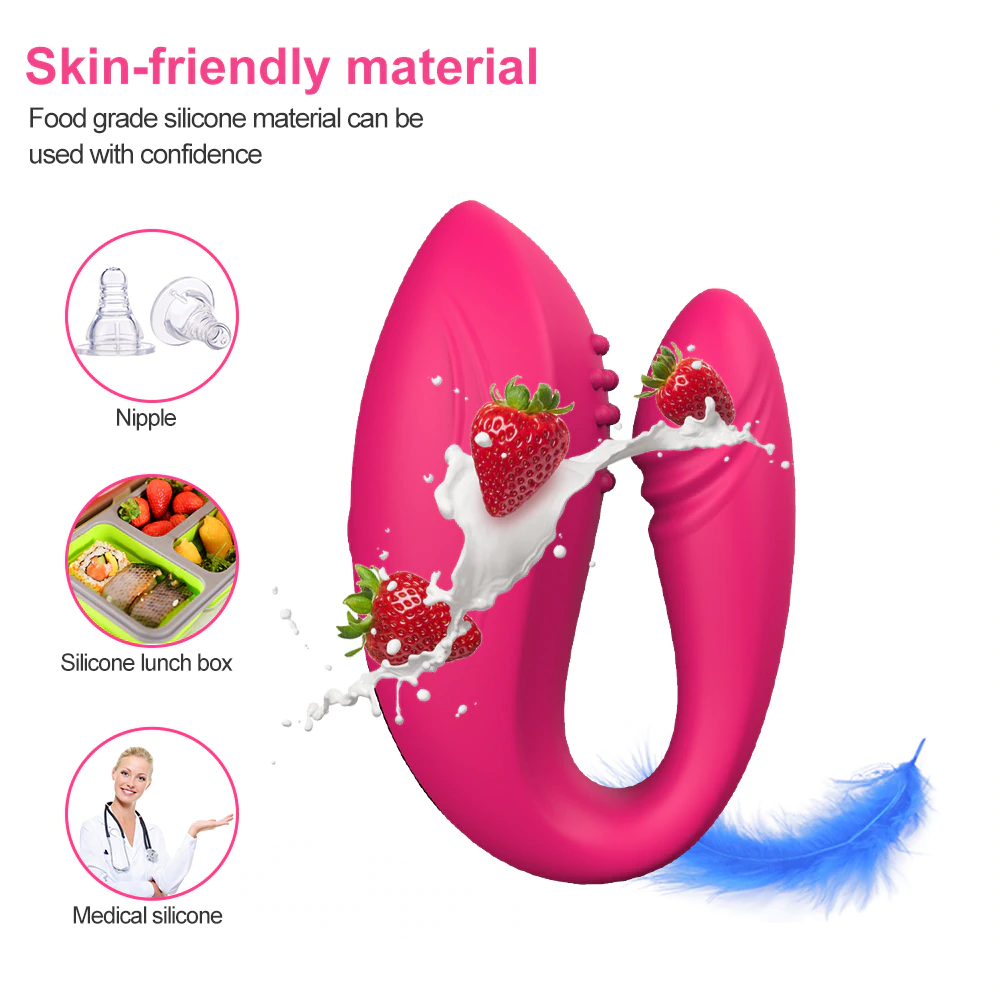 Skin-friendly material
Food grade silicone material can be
used with confidence
Nipple
Silicone lunch box
Medical silicone